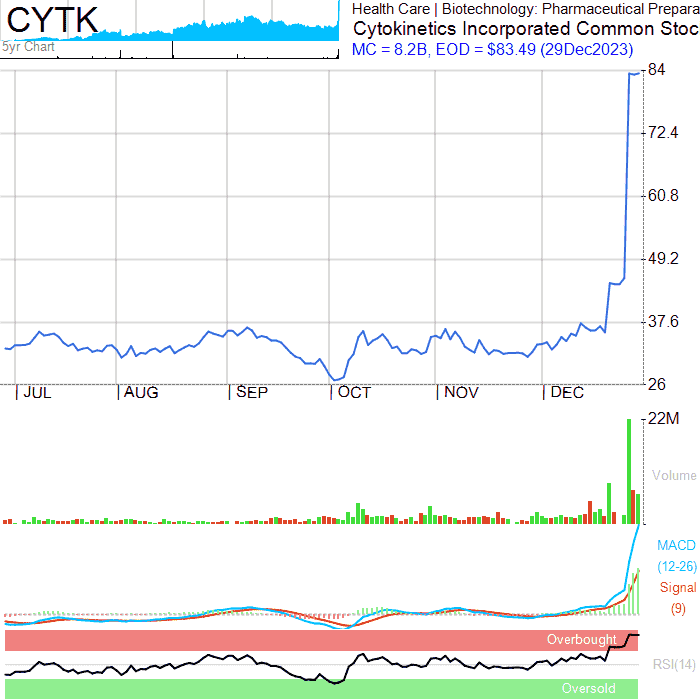 CYTK
5yr Chart
Health Care | Biotechnology: Pharmaceutical Prepara
Cytokinetics Incorporated Common Stoc
MC = 8.2B, EOD = $83.49 (29Dec2023)
84
72.4
60.8
49.2
37.6
26
JUL AUG SEP OCT NOV DEC
22M
Volume
MACD
(12-26)
Signal
(9)
Overbought
RSI(14)
Oversold